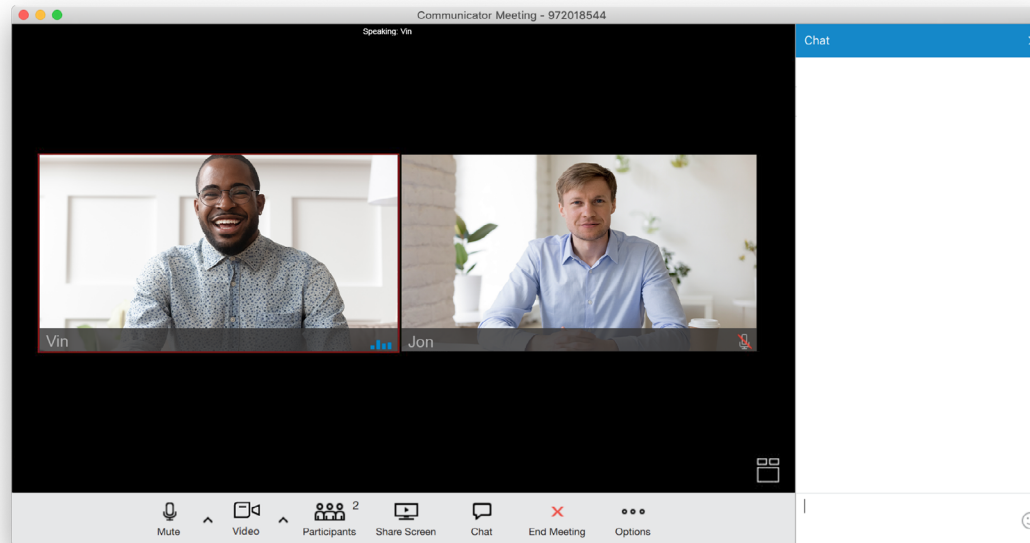 Communicator Meeting - 972018544
Speaking: Vin
Chat
Vin
Jon
2
Mute
Video
Participants
Share Screen
Chat
End Meeting
Options